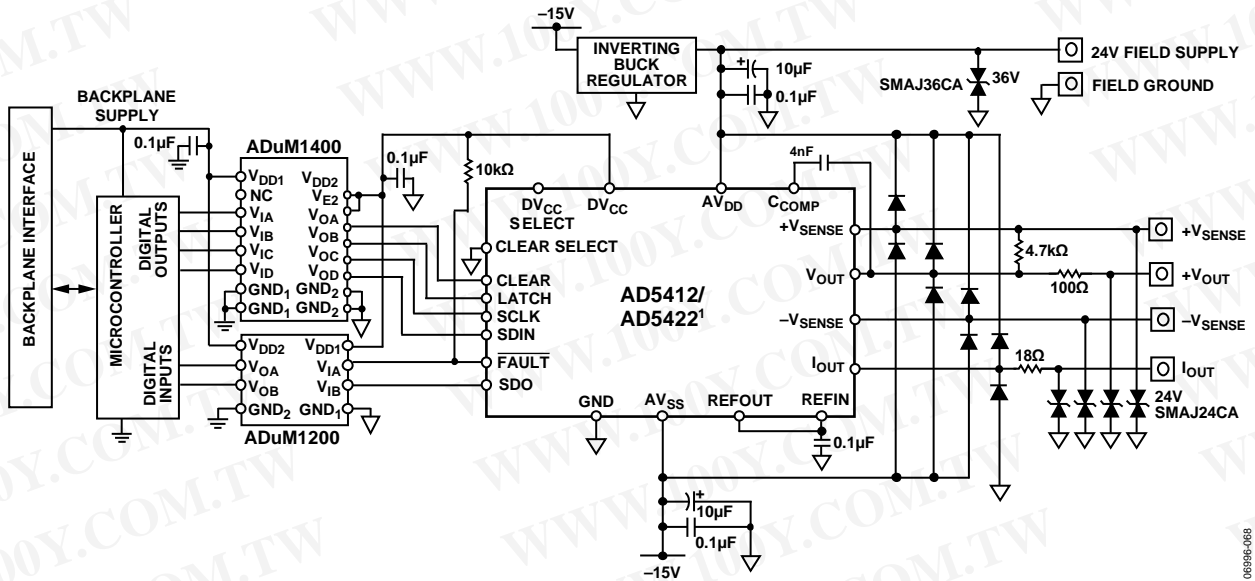 –15V
INVERTING
BUCK
REGULATOR
+
10µF
0.1µF
SMAJ36CA
36V
24V FIELD SUPPLY
FIELD GROUND
BACKPLANE INTERFACE
BACKPLANE
SUPPLY
0.1µF
MICROCONTROLLER
DIGITAL
OUTPUTS
DIGITAL
INPUTS
ADuM1400
VDD1
NC
VIA
VIB
VIC
VID
GND1
GND1
VDD2
VE2
VOA
VOB
VOC
VOD
GND2
GND2
VDD2
VOA
VOB
GND2
VDD1
VIA
VIB
GND1
ADuM1200
0.1µF
10kΩ
4nF
DVCC
SELECT
DVCC
AVDD
CCOMP
CLEAR SELECT
CLEAR
LATCH
SCLK
SDIN
FAULT
SDO
AD5412/
AD5422¹
+VSENSE
VOUT
–VSENSE
IOUT
GND
AVSS
REFOUT
REFIN
0.1µF
4.7kΩ
100Ω
18Ω
+VSENSE
+VOUT
–VSENSE
IOUT
24V
SMAJ24CA
+
10µF
0.1µF
–15V
06996-068
WWW.100Y.COM.TW